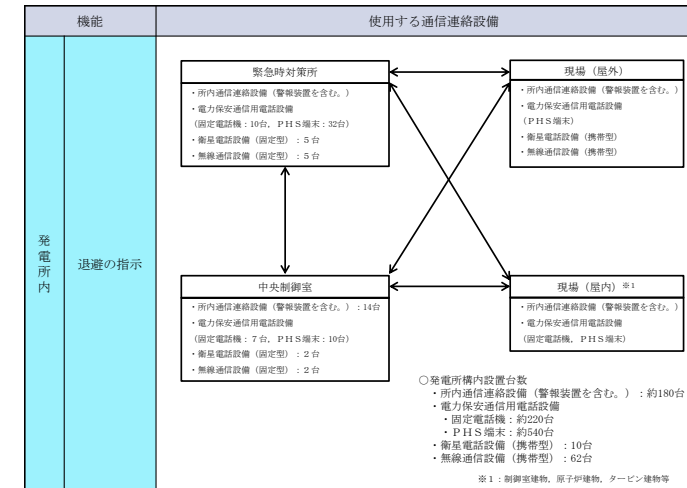 機能
使用する通信連絡設備
発電所内
退避の指示
緊急時対策所
・所内通信連絡設備（警報装置を含む。）
・電力保安通信用電話設備
（固定電話機：10台，ＰＨＳ端末：32台）
・衛星電話設備（固定型）：５台
・無線通信設備（固定型）：５台
現場（屋外）
・所内通信連絡設備（警報装置を含む。）
・電力保安通信用電話設備
（ＰＨＳ端末）
・衛星電話設備（携帯型）
・無線通信設備（携帯型）
中央制御室
・所内通信連絡設備（警報装置を含む。）：14台
・電力保安通信用電話設備
（固定電話機：７台，ＰＨＳ端末：10台）
・衛星電話設備（固定型）：２台
・無線通信設備（固定型）：２台
現場（屋内）※1
・所内通信連絡設備（警報装置を含む。）
・電力保安通信用電話設備
（固定電話機，ＰＨＳ端末）
○発電所構内設置台数
・所内通信連絡設備（警報装置を含む。）：約180台
・電力保安通信用電話設備
・固定電話機：約220台
・ＰＨＳ端末：約540台
・衛星電話設備（携帯型）：10台
・無線通信設備（携帯型）：62台
※１：制御室建物，原子炉建物，タービン建物等